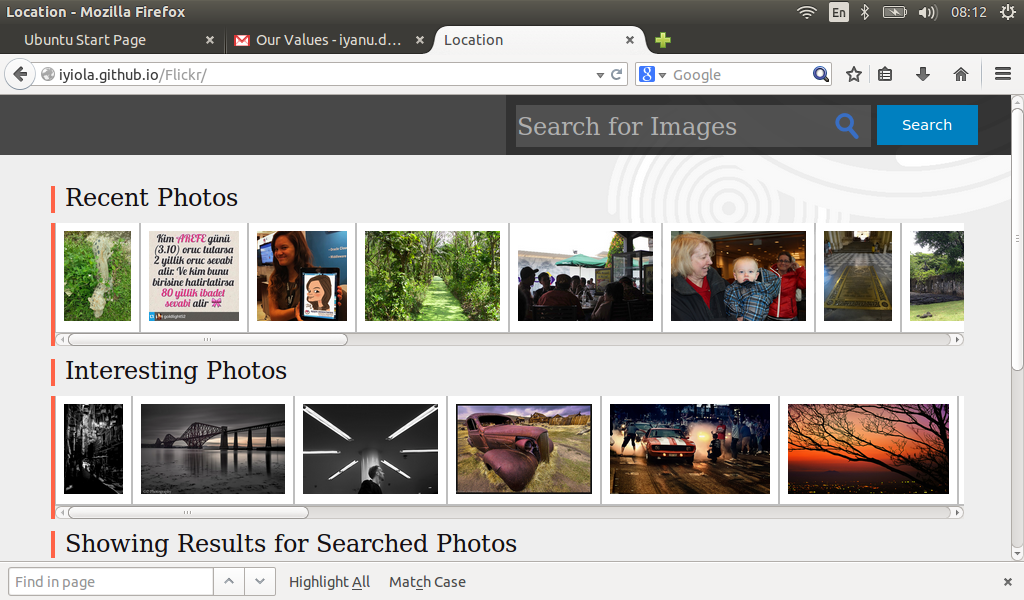 Location - Mozilla Firefox
En
08:12
Ubuntu Start Page
Our Values - iyanu.d...
Location
iyiola.github.io/Flickr/
Google
Search for Images
Search
Recent Photos
Kim AREFE günü
(3.10) oruc tutarsa
2 yillik oruc sevabi
alir. Ve kim bunu
birisine hatirlatirsa
80 yillik ibadet
sevabi alir
Interesting Photos
Showing Results for Searched Photos
Find in page
Highlight All
Match Case